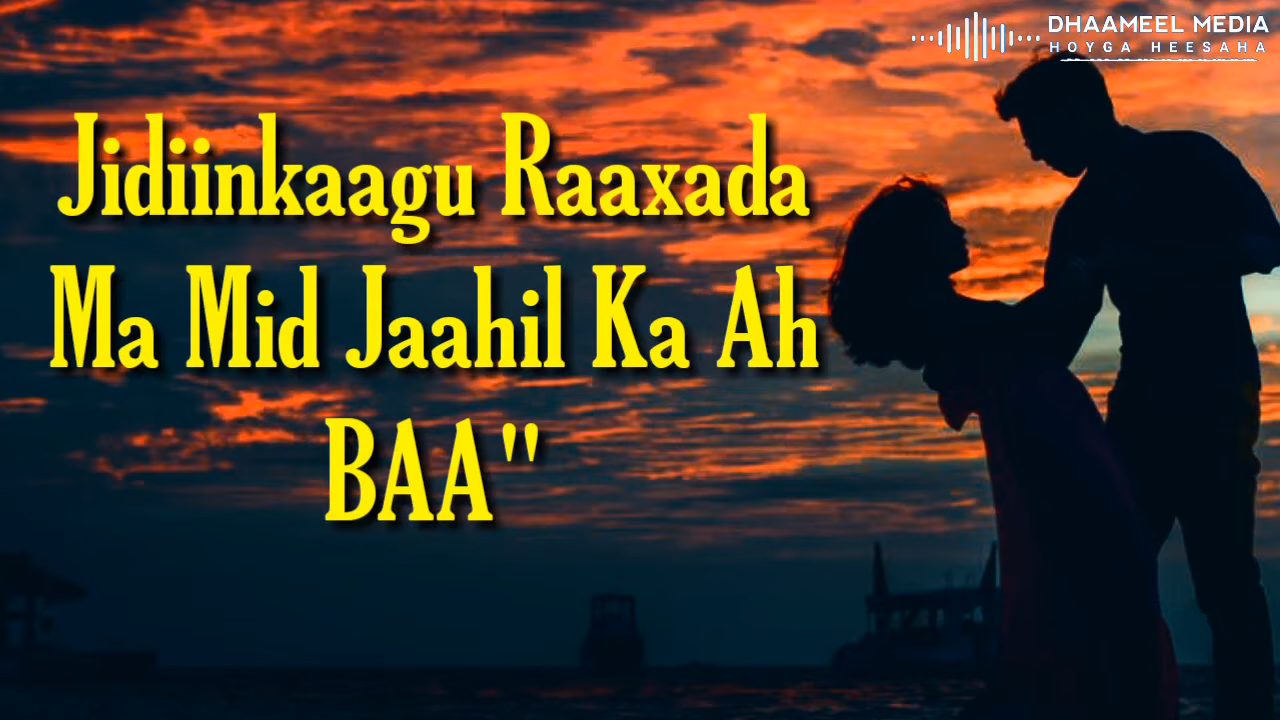 DHAAMEEL MEDIA
HOYGA HEESAHA
Jidiinkaagu Raaxada
Ma Mid Jaahil Ka Ah
BAA"